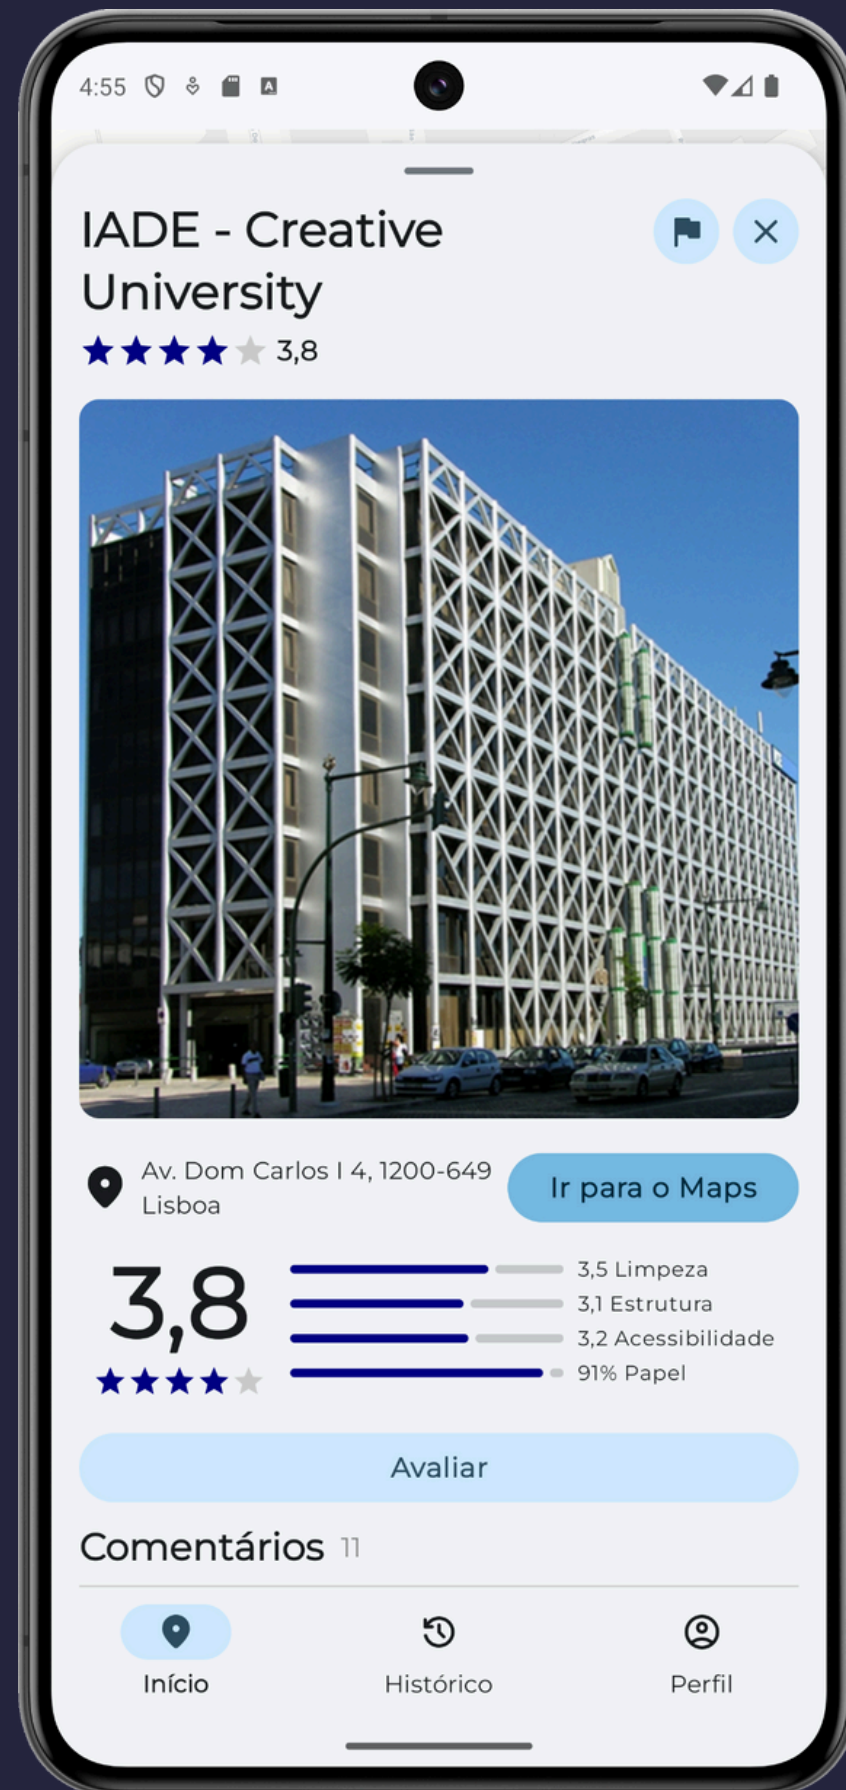 4:55
IADE - Creative
University
3,8
Av. Dom Carlos I 4, 1200-649
Lisboa
Ir para o Maps
3,8
3,5 Limpeza
3,1 Estrutura
3,2 Acessibilidade
91% Papel
Avaliar
Comentários 11
Início
Histórico
Perfil